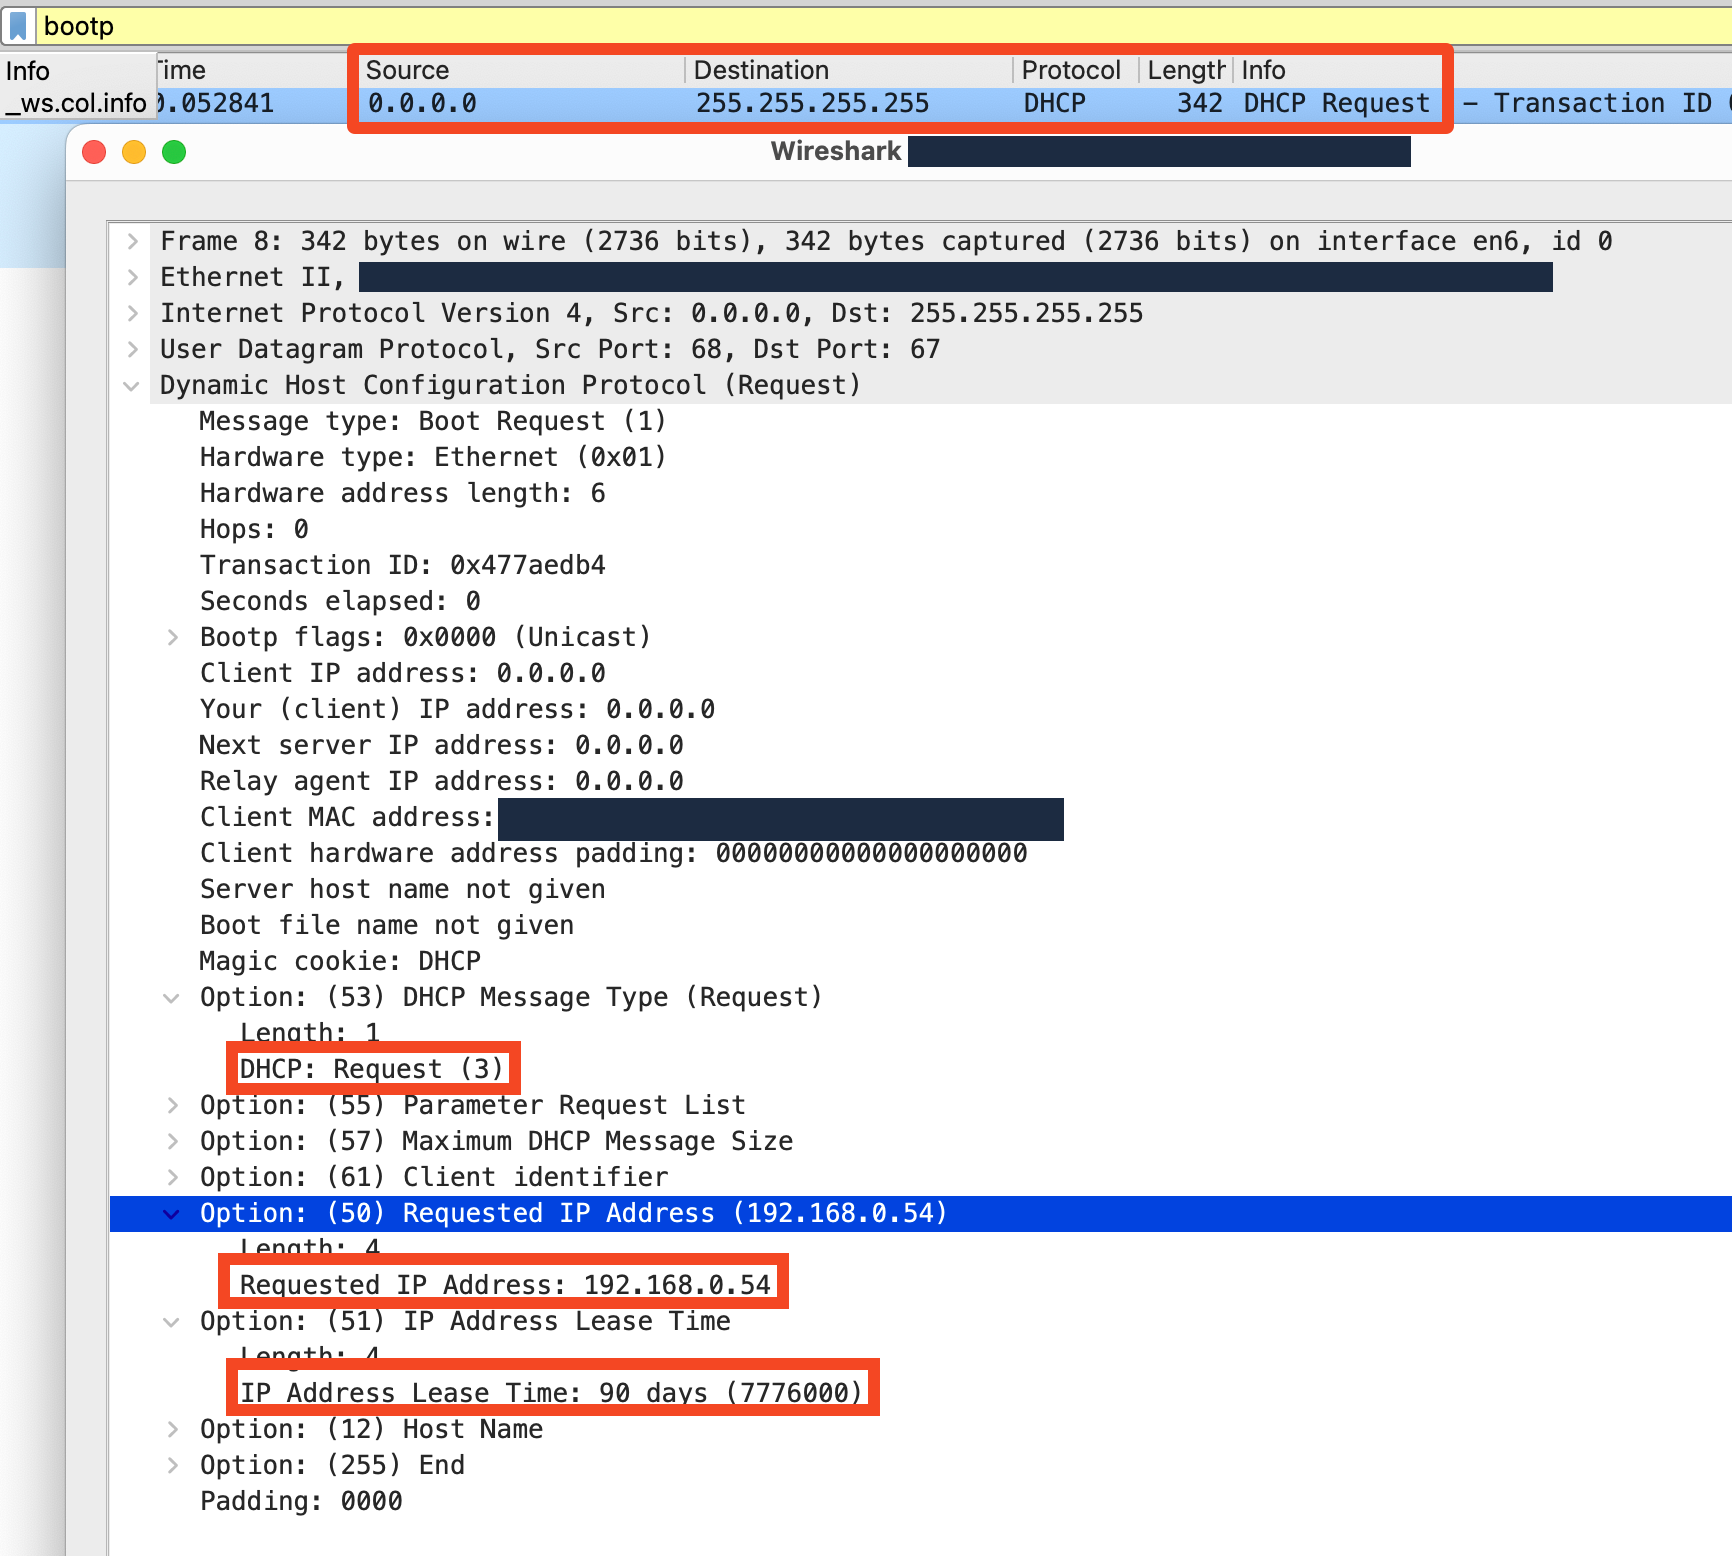 bootp
Info
_ws.col.info
Time Source Destination Protocol Length Info
0.052841 0.0.0.0 255.255.255.255 DHCP 342 DHCP Request – Transaction ID
Wireshark
Frame 8: 342 bytes on wire (2736 bits), 342 bytes captured (2736 bits) on interface en6, id 0
Ethernet II,
Internet Protocol Version 4, Src: 0.0.0.0, Dst: 255.255.255.255
User Datagram Protocol, Src Port: 68, Dst Port: 67
Dynamic Host Configuration Protocol (Request)
Message type: Boot Request (1)
Hardware type: Ethernet (0x01)
Hardware address length: 6
Hops: 0
Transaction ID: 0x477aedb4
Seconds elapsed: 0
Bootp flags: 0x0000 (Unicast)
Client IP address: 0.0.0.0
Your (client) IP address: 0.0.0.0
Next server IP address: 0.0.0.0
Relay agent IP address: 0.0.0.0
Client MAC address:
Client hardware address padding: 00000000000000000000
Server host name not given
Boot file name not given
Magic cookie: DHCP
Option: (53) DHCP Message Type (Request)
Length: 1
DHCP: Request (3)
Option: (55) Parameter Request List
Option: (57) Maximum DHCP Message Size
Option: (61) Client identifier
Option: (50) Requested IP Address (192.168.0.54)
Length: 4
Requested IP Address: 192.168.0.54
Option: (51) IP Address Lease Time
Length: 4
IP Address Lease Time: 90 days (7776000)
Option: (12) Host Name
Option: (255) End
Padding: 0000